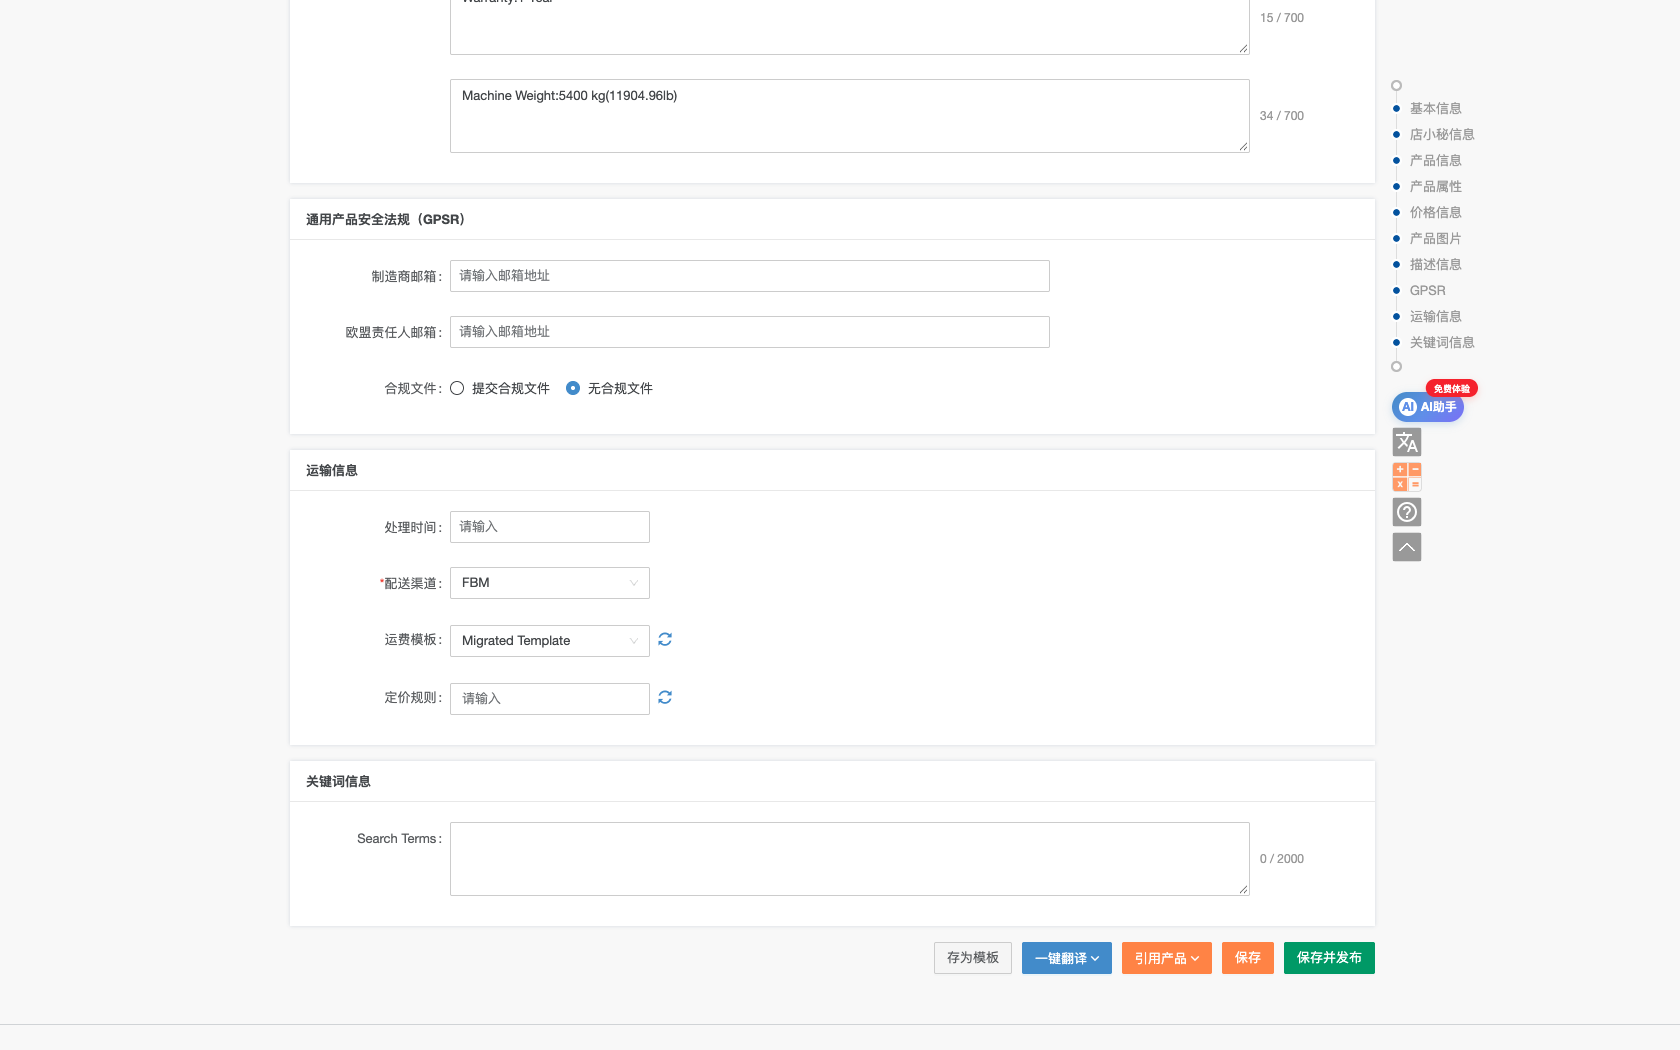 15 / 700
Machine Weight:5400 kg(11904.96lb)
34 / 700
通用产品安全法规（GPSR）
制造商邮箱:
请输入邮箱地址
欧盟责任人邮箱:
请输入邮箱地址
合规文件:
提交合规文件
无合规文件
运输信息
处理时间:
请输入
*配送渠道:
FBM
运费模板:
Migrated Template
定价规则:
请输入
关键词信息
Search Terms:
0 / 2000
存为模板
一键翻译
引用产品
保存
保存并发布
基本信息
店小秘信息
产品信息
产品属性
价格信息
产品图片
描述信息
GPSR
运输信息
关键词信息
免费体验
AI AI助手
文A
+ −
x =
?